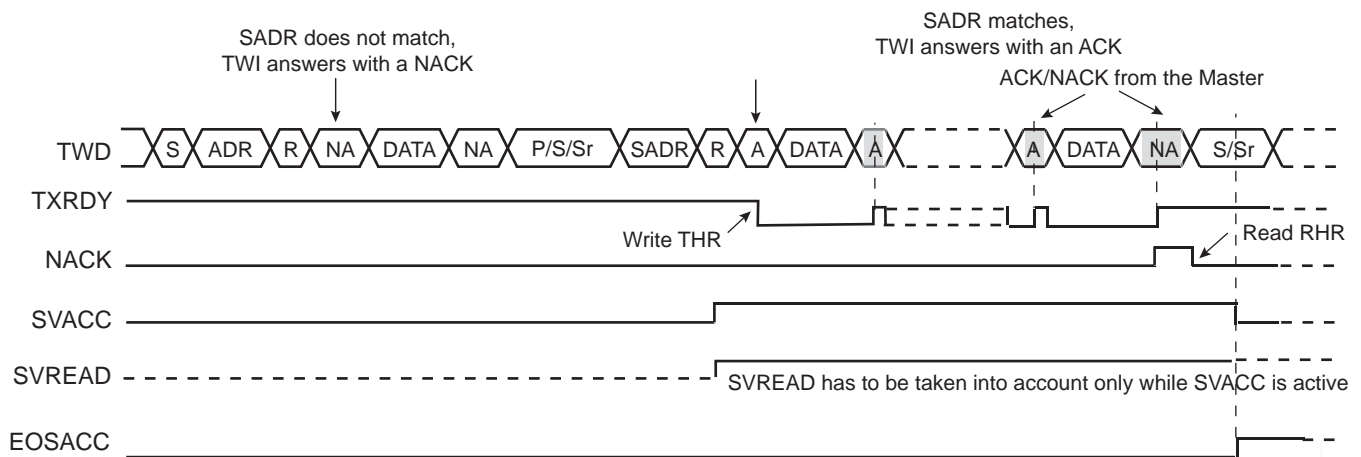 SADR does not match,
TWI answers with a NACK
SADR matches,
TWI answers with an ACK
ACK/NACK from the Master
TWD S ADR R NA DATA NA P/S/Sr SADR R A DATA A A DATA NA S/Sr
TXRDY
Write THR
Read RHR
NACK
SVACC
SVREAD
SVREAD has to be taken into account only while SVACC is active
EOSACC